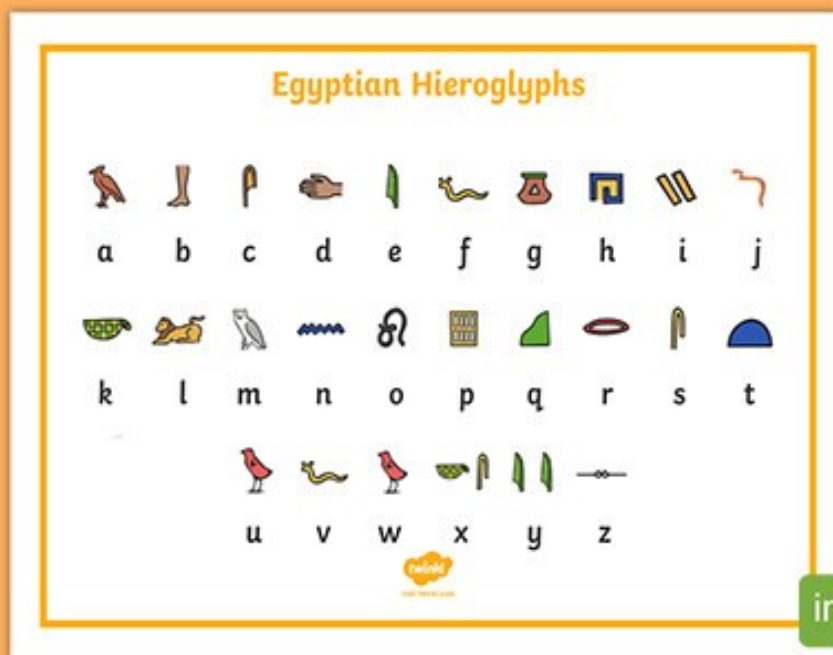 Egyptian Hieroglyphs
a b c d e f g h i j
k l m n o p q r s t
u v w x y z
twinkl